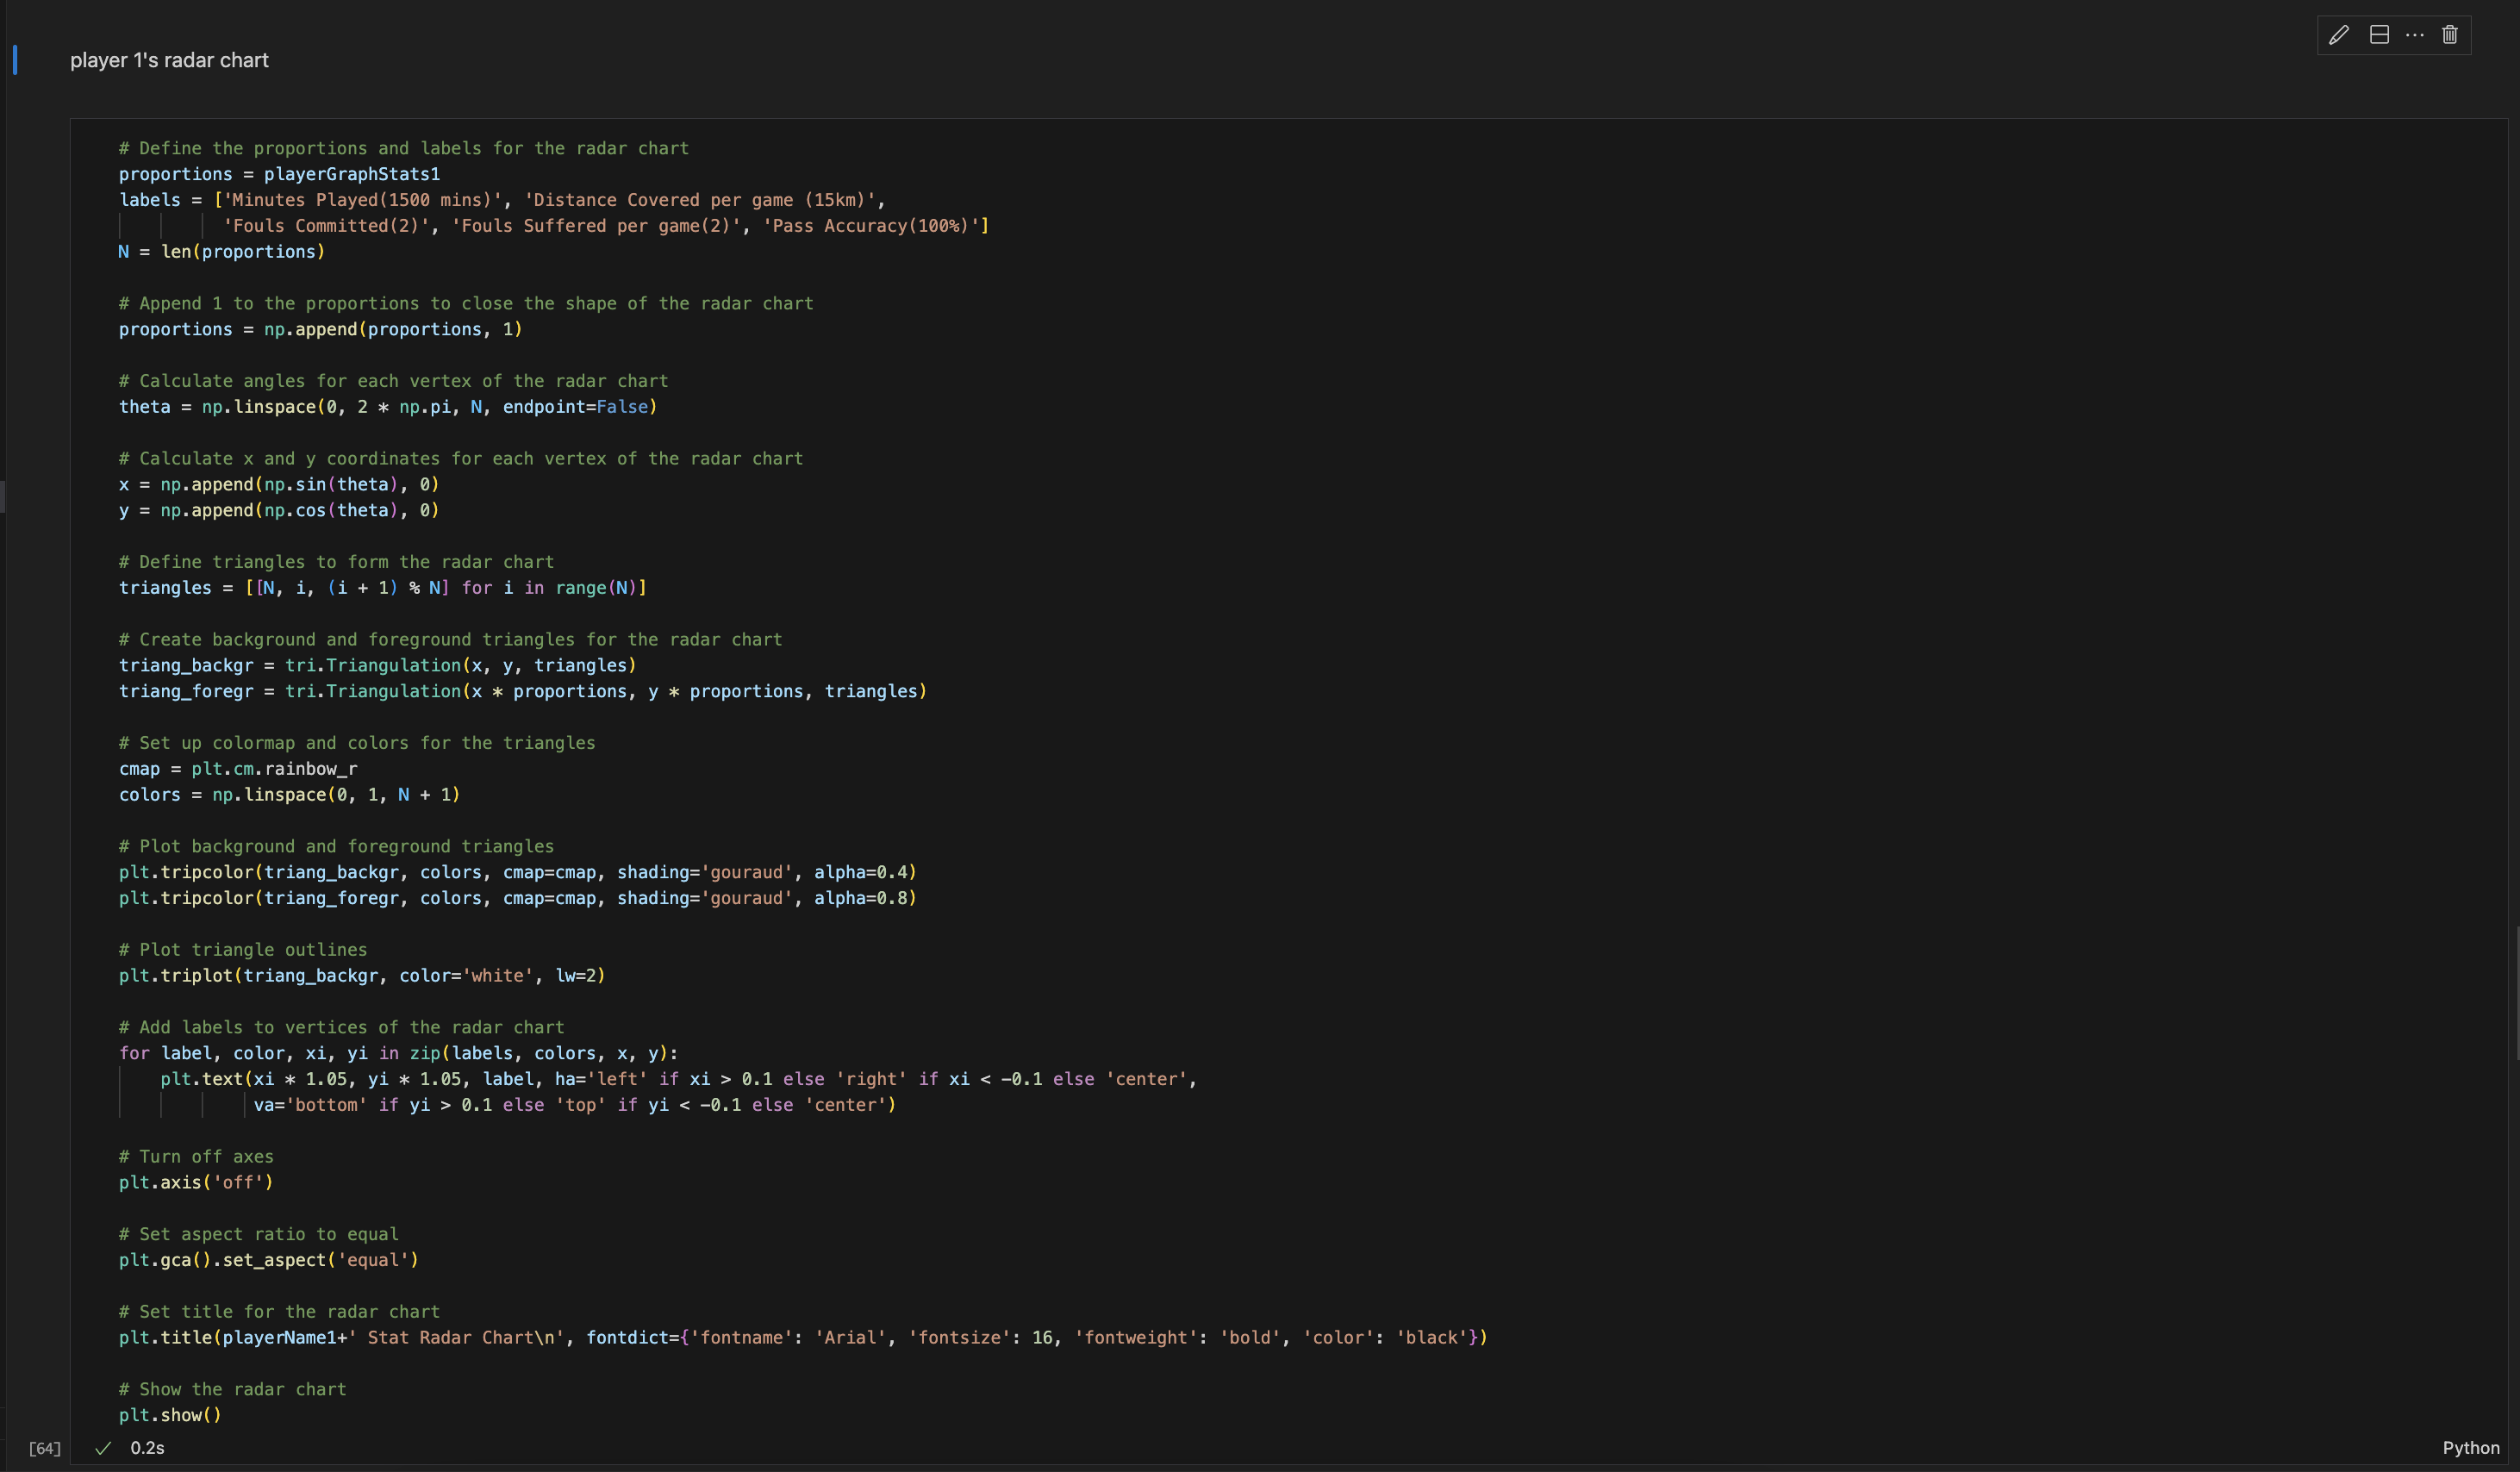 player 1's radar chart
# Define the proportions and labels for the radar chart
proportions = playerGraphStats1
labels = ['Minutes Played(1500 mins)', 'Distance Covered per game (15km)',
'Fouls Committed(2)', 'Fouls Suffered per game(2)', 'Pass Accuracy(100%)']
N = len(proportions)
# Append 1 to the proportions to close the shape of the radar chart
proportions = np.append(proportions, 1)
# Calculate angles for each vertex of the radar chart
theta = np.linspace(0, 2 * np.pi, N, endpoint=False)
# Calculate x and y coordinates for each vertex of the radar chart
x = np.append(np.sin(theta), 0)
y = np.append(np.cos(theta), 0)
# Define triangles to form the radar chart
triangles = [[N, i, (i + 1) % N] for i in range(N)]
# Create background and foreground triangles for the radar chart
triang_backgr = tri.Triangulation(x, y, triangles)
triang_foregr = tri.Triangulation(x * proportions, y * proportions, triangles)
# Set up colormap and colors for the triangles
cmap = plt.cm.rainbow_r
colors = np.linspace(0, 1, N + 1)
# Plot background and foreground triangles
plt.tripcolor(triang_backgr, colors, cmap=cmap, shading='gouraud', alpha=0.4)
plt.tripcolor(triang_foregr, colors, cmap=cmap, shading='gouraud', alpha=0.8)
# Plot triangle outlines
plt.triplot(triang_backgr, color='white', lw=2)
# Add labels to vertices of the radar chart
for label, color, xi, yi in zip(labels, colors, x, y):
plt.text(xi * 1.05, yi * 1.05, label, ha='left' if xi > 0.1 else 'right' if xi < -0.1 else 'center',
va='bottom' if yi > 0.1 else 'top' if yi < -0.1 else 'center')
# Turn off axes
plt.axis('off')
# Set aspect ratio to equal
plt.gca().set_aspect('equal')
# Set title for the radar chart
plt.title(playerName1+' Stat Radar Chart\n', fontdict={'fontname': 'Arial', 'fontsize': 16, 'fontweight': 'bold', 'color': 'black'})
# Show the radar chart
plt.show()
[64] 0.2s Python